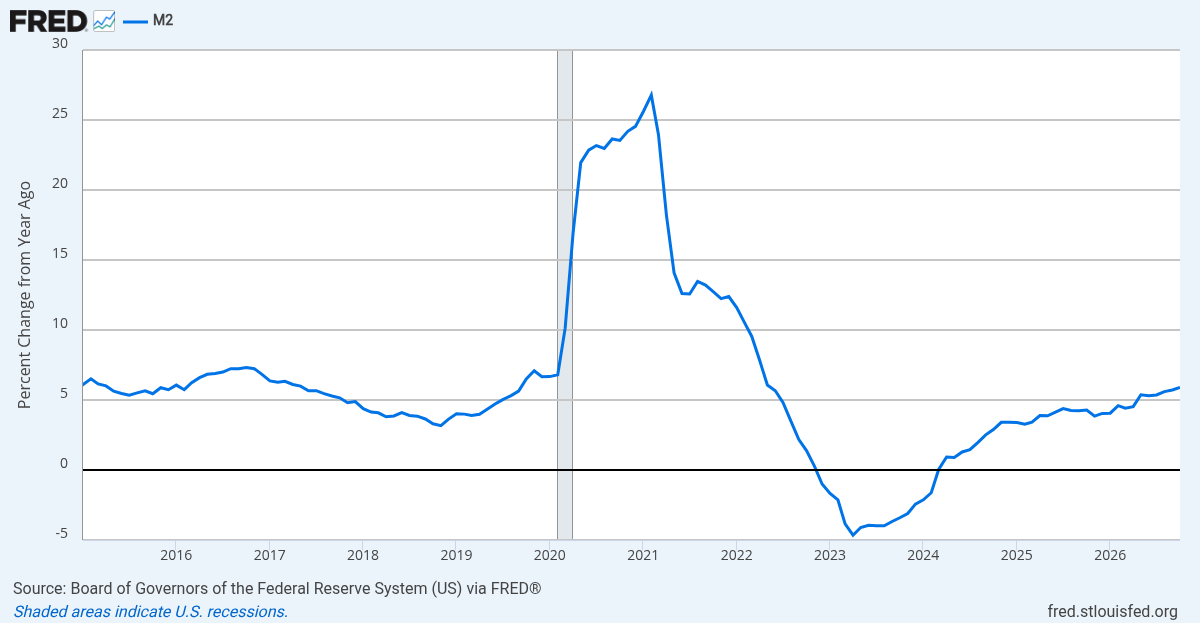 FRED M2
30
25
20
15
10
5
0
-5
Percent Change from Year Ago
2016 2017 2018 2019 2020 2021 2022 2023 2024 2025 2026
Source: Board of Governors of the Federal Reserve System (US) via FRED®
Shaded areas indicate U.S. recessions.
fred.stlouisfed.org